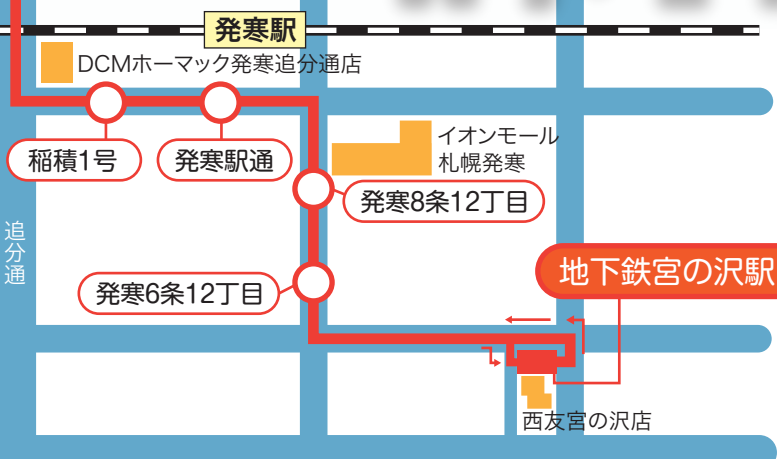 発寒駅
DCMホーマック発寒追分通店
稲積1号
発寒駅通
イオンモール
札幌発寒
発寒8条12丁目
追分通
発寒6条12丁目
地下鉄宮の沢駅
西友宮の沢店